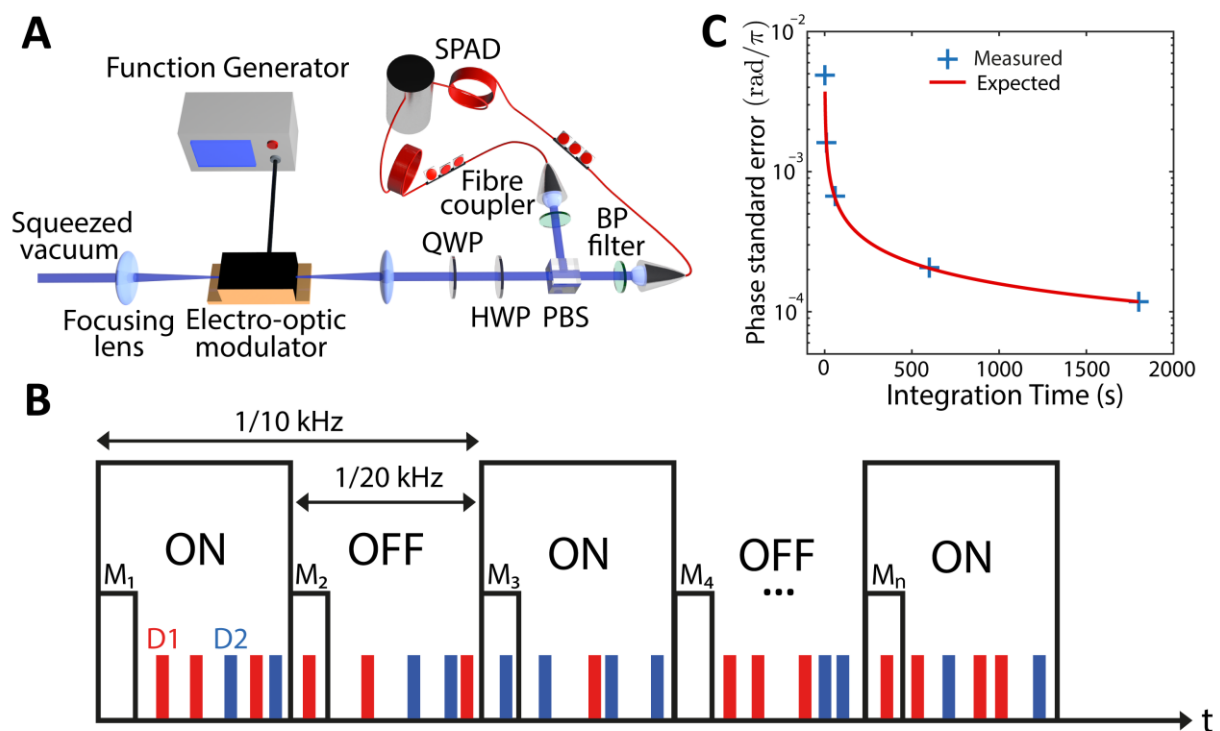 A
Function Generator
SPAD
Squeezed
vacuum
Focusing
lens
Electro-optic
modulator
QWP
HWP
PBS
Fibre
coupler
BP
filter
C
Phase standard error (rad/π)
10⁻²
10⁻³
10⁻⁴
Measured
Expected
0
500
1000
1500
2000
Integration Time (s)
B
1/10 kHz
1/20 kHz
ON
OFF
ON
OFF
...
ON
M₁
M₂
M₃
M₄
Mₙ
D1
D2
t